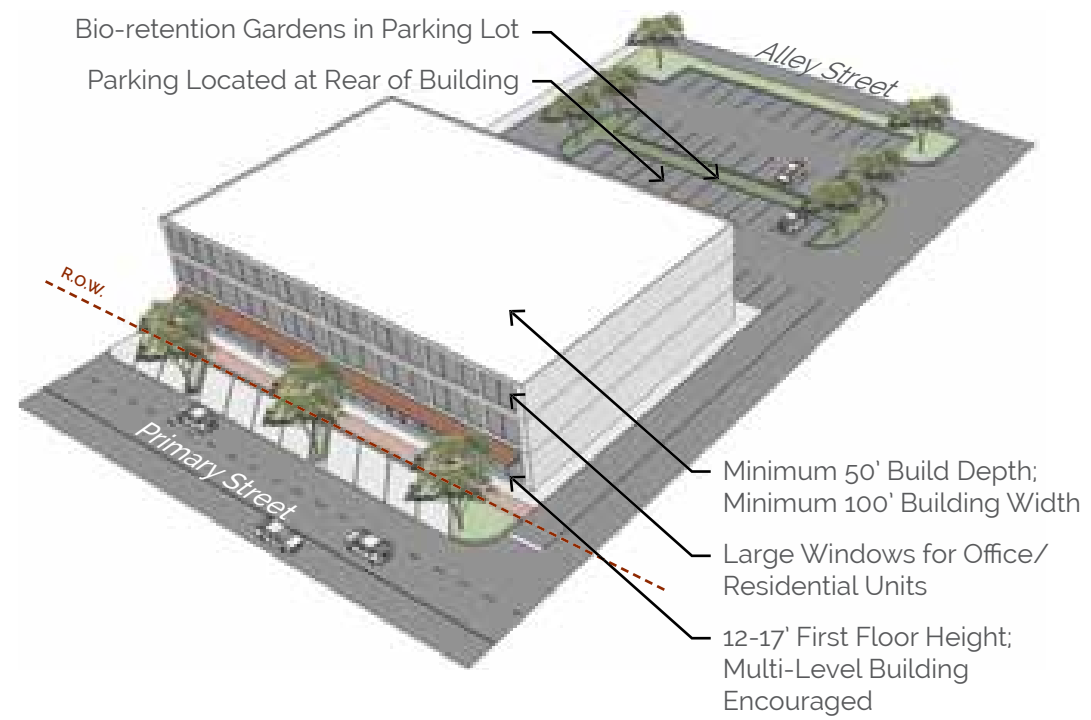 Bio-retention Gardens in Parking Lot
Parking Located at Rear of Building
Alley Street
R.O.W.
Primary Street
Minimum 50’ Build Depth;
Minimum 100’ Building Width
Large Windows for Office/
Residential Units
12-17’ First Floor Height;
Multi-Level Building
Encouraged